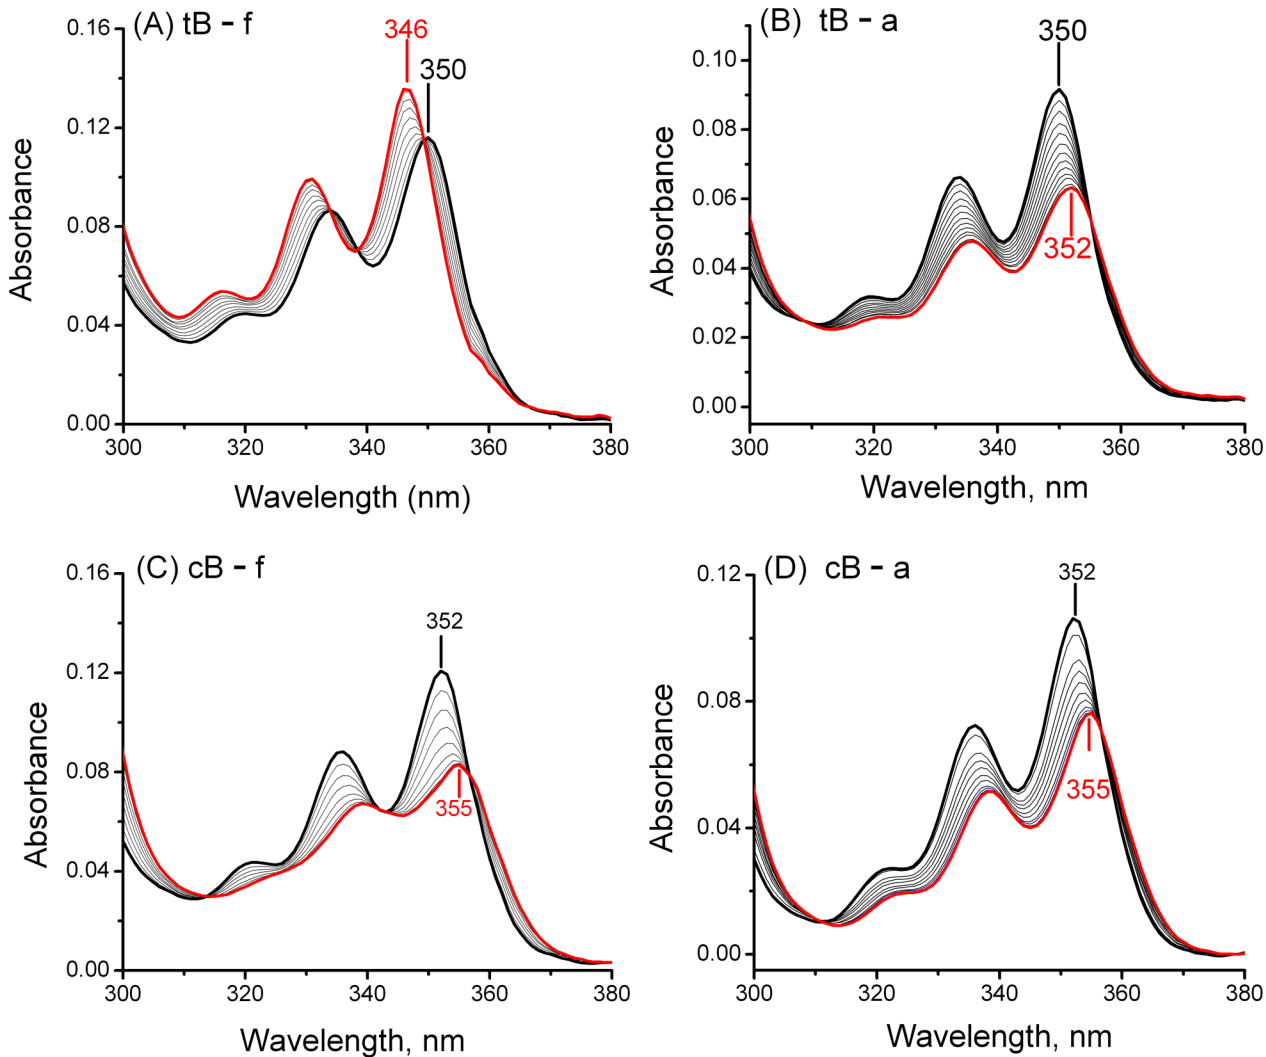 (A) tB - f
346
350
0.16
0.12
0.08
0.04
0.00
Absorbance
300 320 340 360 380
Wavelength (nm)
(B) tB - a
350
352
0.10
0.08
0.06
0.04
0.02
0.00
Absorbance
300 320 340 360 380
Wavelength, nm
(C) cB - f
352
355
0.16
0.12
0.08
0.04
0.00
Absorbance
300 320 340 360 380
Wavelength, nm
(D) cB - a
352
355
0.12
0.08
0.04
0.00
Absorbance
300 320 340 360 380
Wavelength, nm